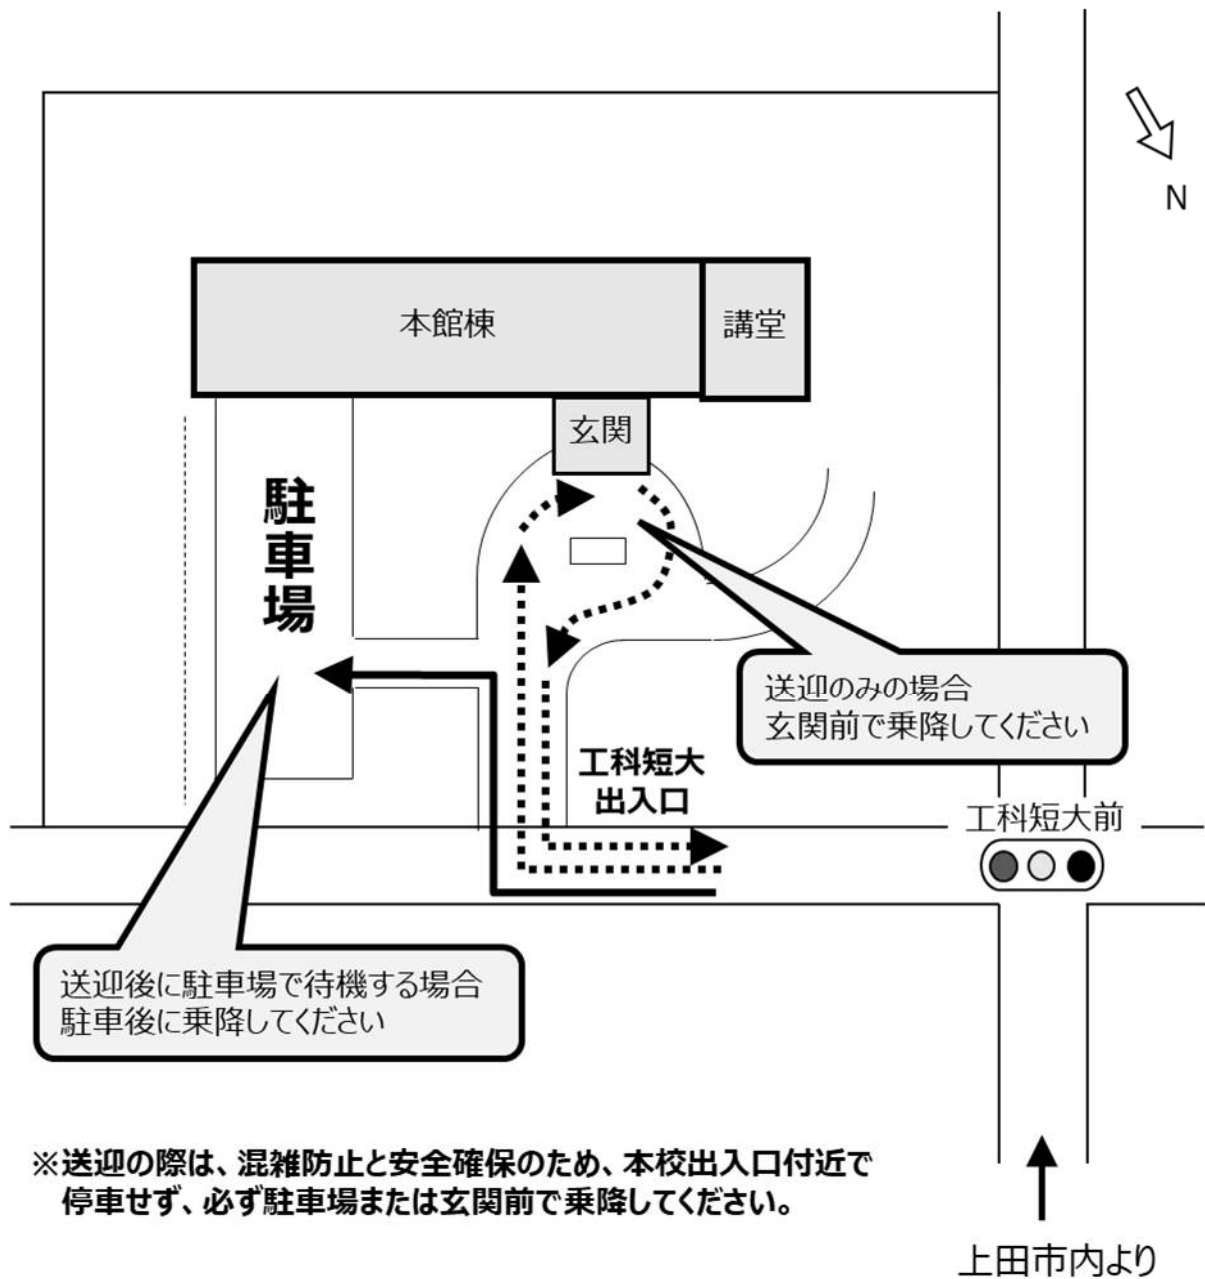 N
本館棟
講堂
玄関
駐車場
送迎のみの場合
玄関前で乗降してください
工科短大
出入口
工科短大前
送迎後に駐車場で待機する場合
駐車後に乗降してください
※送迎の際は、混雑防止と安全確保のため、本校出入口付近で
停車せず、必ず駐車場または玄関前で乗降してください。
上田市内より